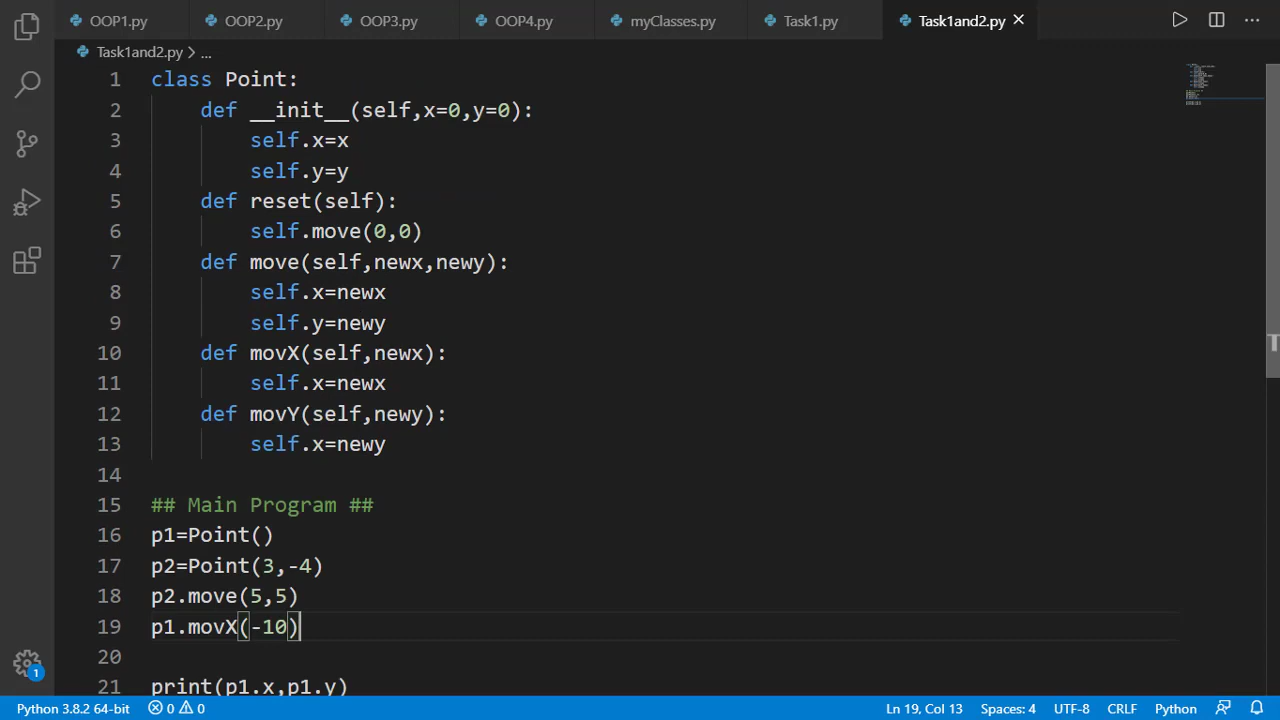 OOP1.py OOP2.py OOP3.py OOP4.py myClasses.py Task1.py Task1and2.py
Task1and2.py > ...
1 class Point:
2 def __init__(self,x=0,y=0):
3 self.x=x
4 self.y=y
5 def reset(self):
6 self.move(0,0)
7 def move(self,newx,newy):
8 self.x=newx
9 self.y=newy
10 def movX(self,newx):
11 self.x=newx
12 def movY(self,newy):
13 self.x=newy
14
15 ## Main Program ##
16 p1=Point()
17 p2=Point(3,-4)
18 p2.move(5,5)
19 p1.movX(-10)
20
21 print(p1.x,p1.y)
1
Python 3.8.2 64-bit 0 0 Ln 19, Col 13 Spaces: 4 UTF-8 CRLF Python